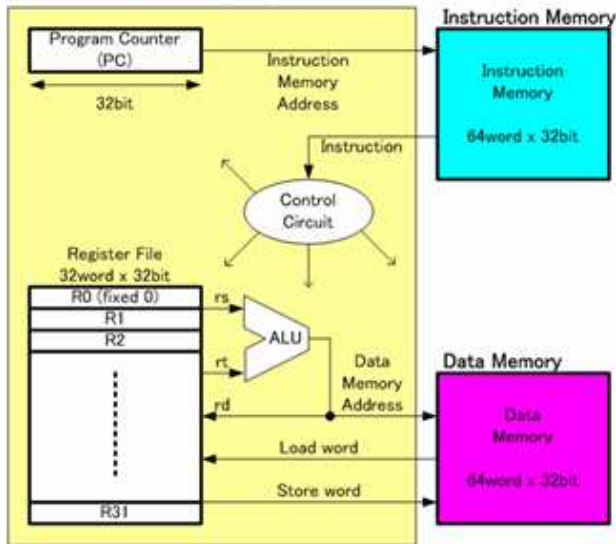 Instruction Memory
Program Counter
(PC)
32bit
Instruction
Memory
Address
Instruction
Memory
64word x 32bit
Instruction
Control
Circuit
Register File
32word x 32bit
R0 (fixed 0)
R1
R2
rs
rt
ALU
rd
Data
Memory
Address
Data Memory
Data
Memory
64word x 32bit
Load word
Store word
R31